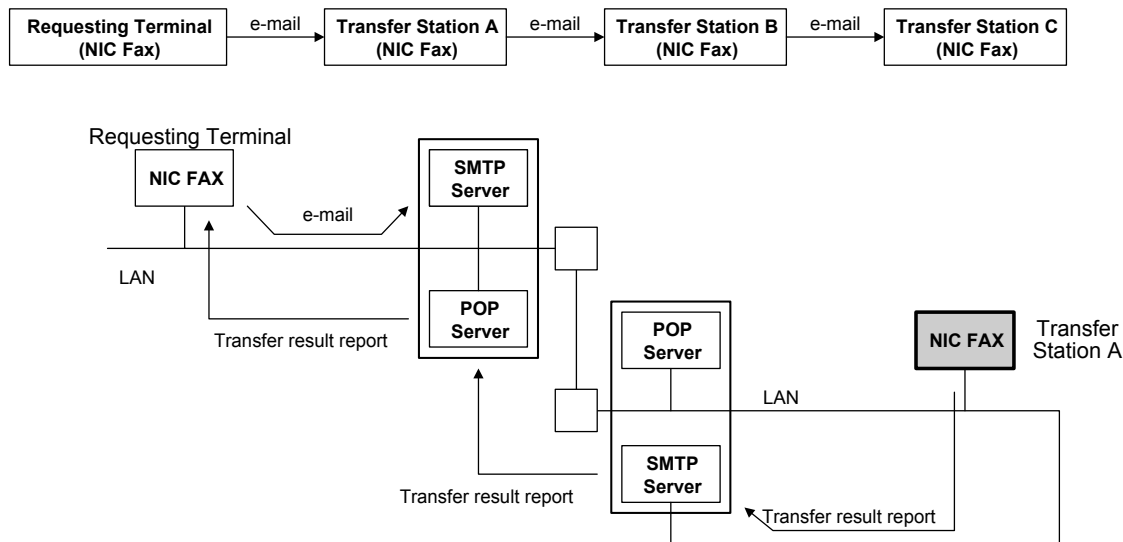 Requesting Terminal
(NIC Fax)
e-mail
Transfer Station A
(NIC Fax)
e-mail
Transfer Station B
(NIC Fax)
e-mail
Transfer Station C
(NIC Fax)
Requesting Terminal
NIC FAX
e-mail
SMTP
Server
LAN
POP
Server
Transfer result report
POP
Server
NIC FAX
Transfer
Station A
LAN
SMTP
Server
Transfer result report
Transfer result report